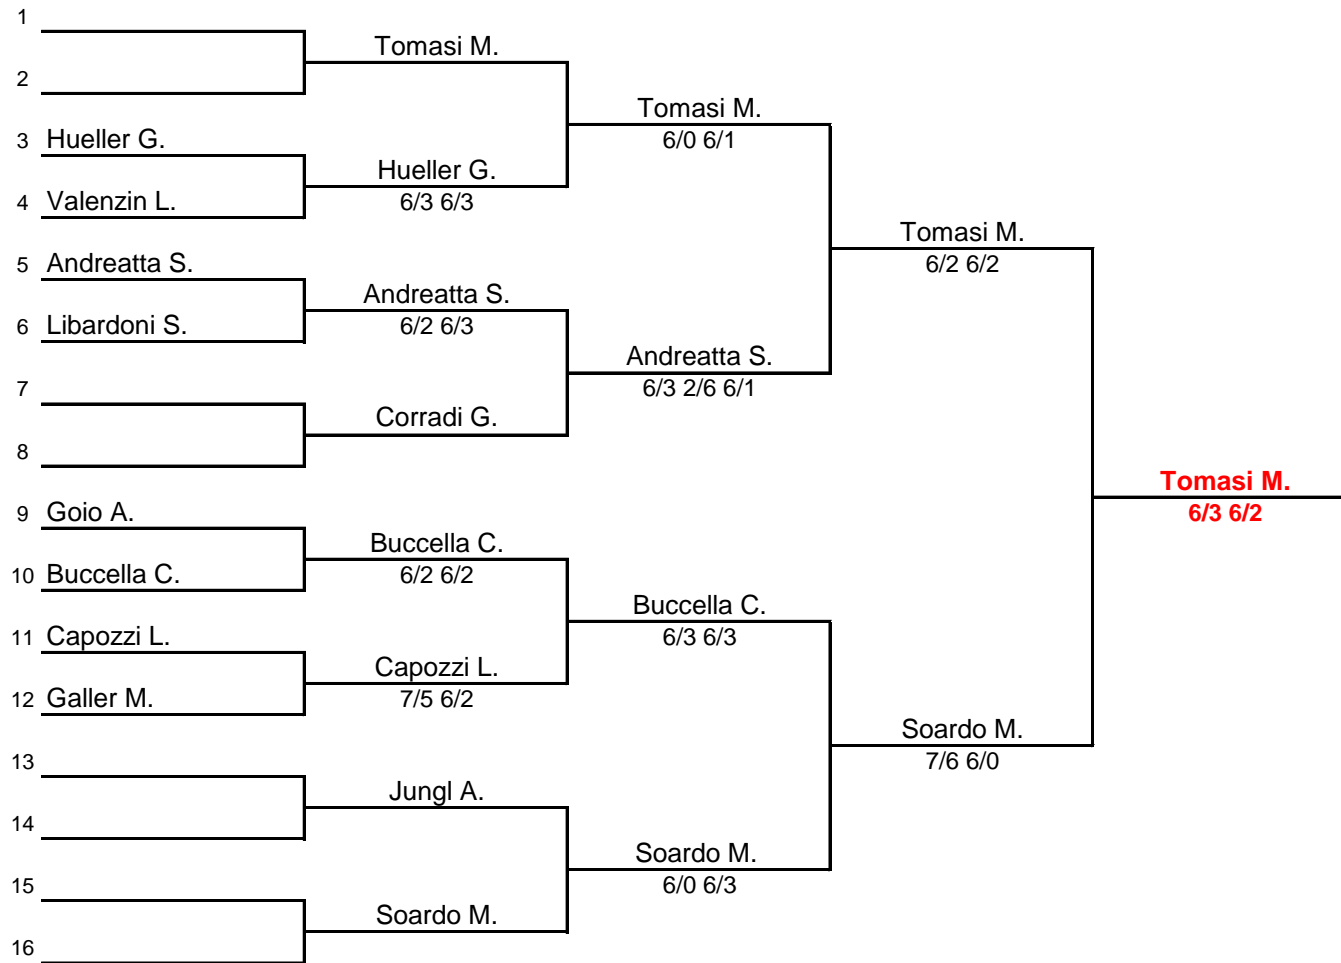 1
Tomasi M.
2
Tomasi M.
6/0 6/1
3 Hueller G.
Hueller G.
6/3 6/3
4 Valenzin L.
Tomasi M.
6/2 6/2
5 Andreatta S.
Andreatta S.
6/2 6/3
6 Libardoni S.
Andreatta S.
6/3 2/6 6/1
7
Corradi G.
8
Tomasi M.
6/3 6/2
9 Goio A.
Buccella C.
6/2 6/2
10 Buccella C.
Buccella C.
6/3 6/3
11 Capozzi L.
Capozzi L.
7/5 6/2
12 Galler M.
Soardo M.
7/6 6/0
13
Jungl A.
14
Soardo M.
6/0 6/3
15
Soardo M.
16